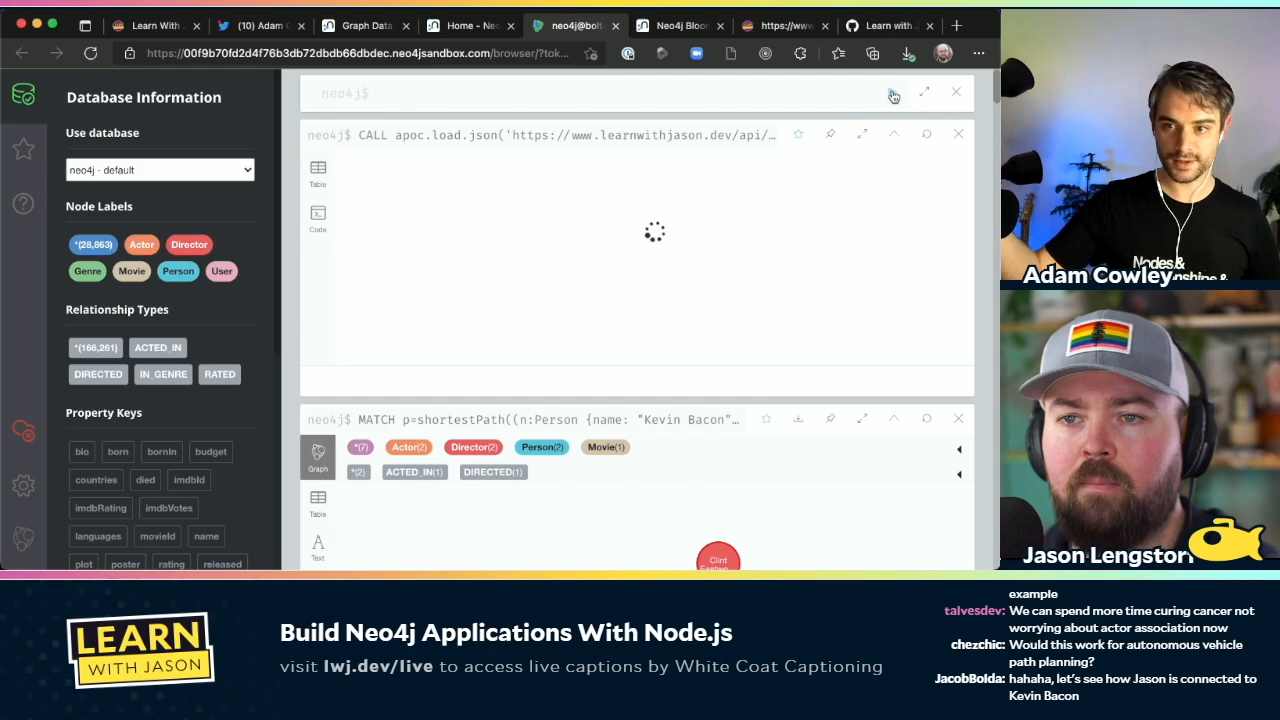 Learn With .
(10) Adam C
Graph Data
Home - Neo
neo4j@bolt
Neo4j Bloom
https://www
Learn with J
https://00f9b70fd2d4f76b3db72dbdb66dbdec.neo4jsandbox.com/browser/?tok...
Database Information
Use database
neo4j - default
Node Labels
*(28,863) Actor Director
Genre Movie Person User
Relationship Types
*(166,261) ACTED_IN
DIRECTED IN_GENRE RATED
Property Keys
bio born bornIn budget
countries died imdbId
imdbRating imdbVotes
languages movieId name
plot poster rating released
neo4j$
neo4j$ CALL apoc.load.json('https://www.learnwithjason.dev/api/...
Table
Code
neo4j$ MATCH p=shortestPath((n:Person {name: "Kevin Bacon"...
Graph
*(7) Actor(2) Director(2) Person(2) Movie(1)
*(2) ACTED_IN(1) DIRECTED(1)
Table
Text
Clint
Nodes&
Adam Cowley
Jason Lengstorf
LEARN
WITH JASON
Build Neo4j Applications With Node.js
visit lwj.dev/live to access live captions by White Coat Captioning
example
talvesdev: We can spend more time curing cancer not
worrying about actor association now
chezchic: Would this work for autonomous vehicle
path planning?
JacobBolda: hahaha, let's see how Jason is connected to
Kevin Bacon